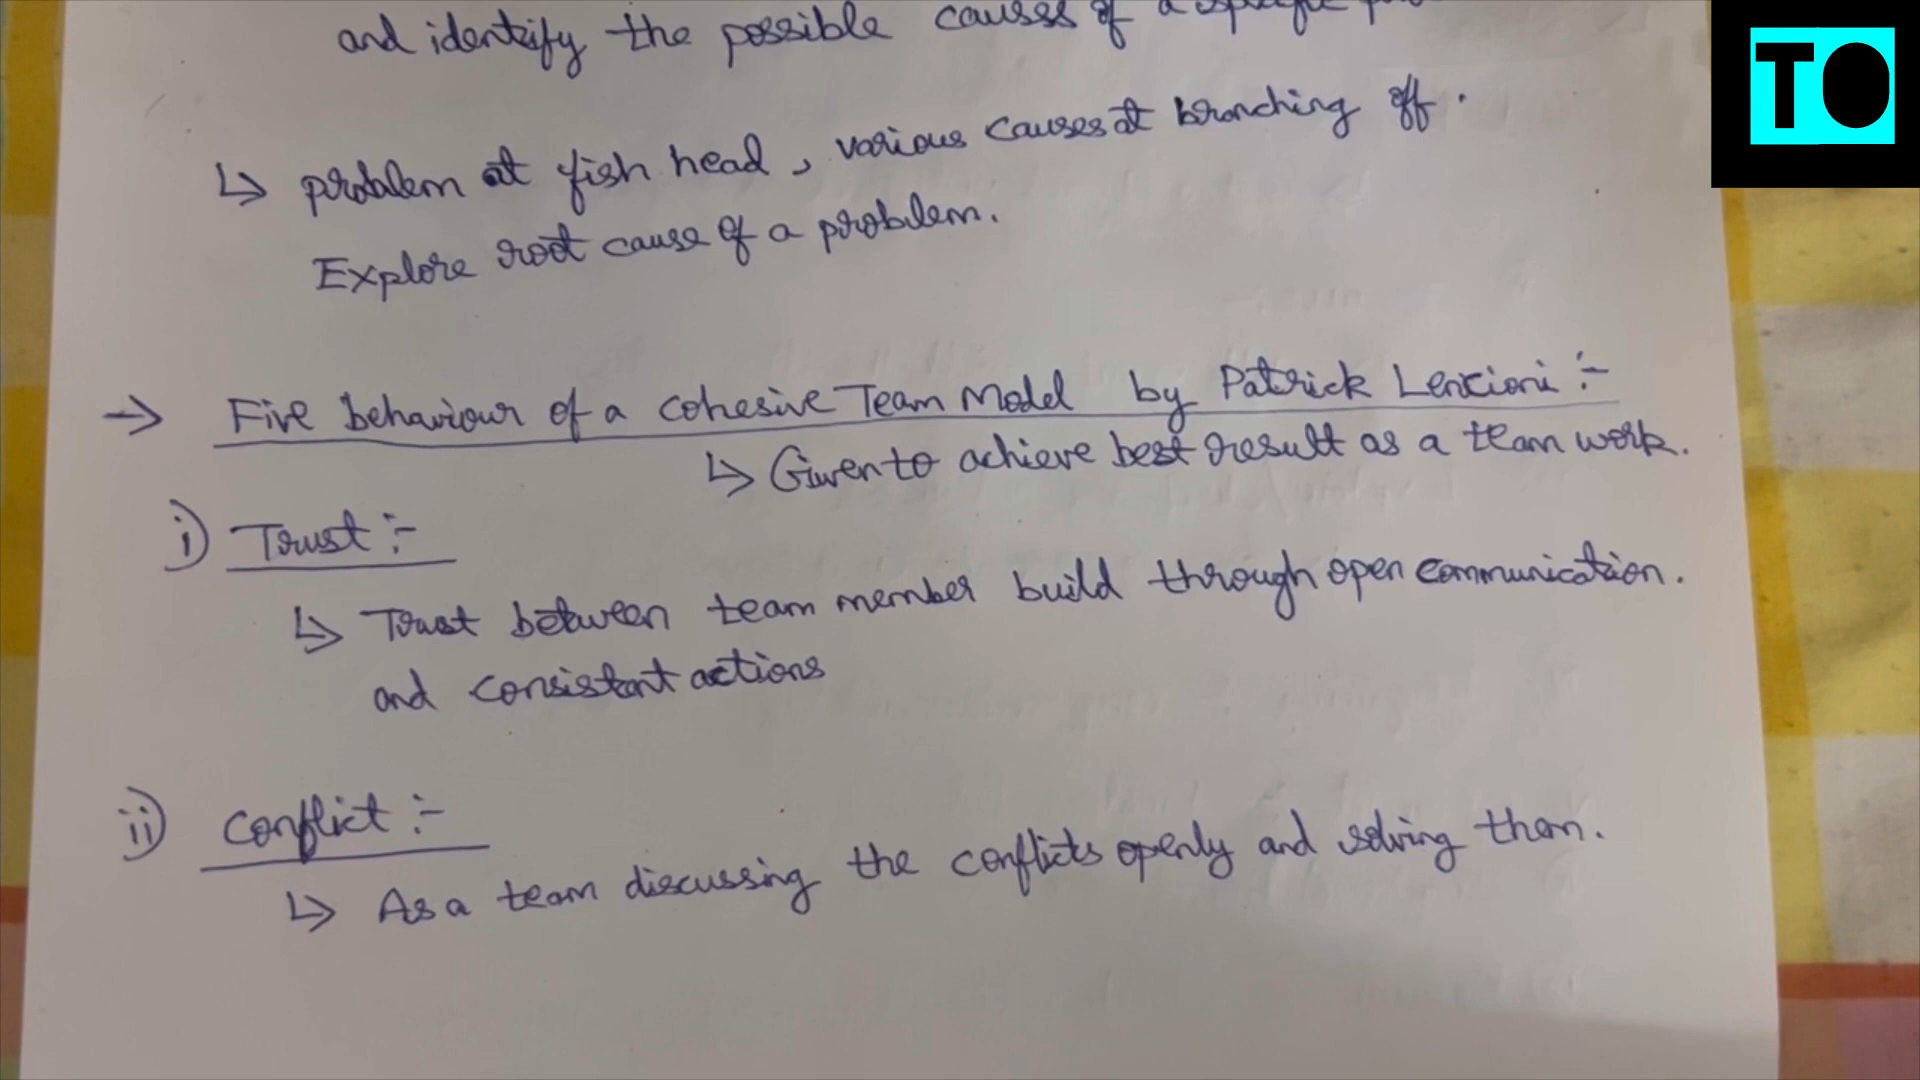 and identify the possible causes of a specific
TO
↳ problem at fish head, various causes at branching off.
Explore root cause of a problem.
→ Five behaviour of a cohesive Team Model by Patrick Lencioni :-
↳ Given to achieve best result as a team work.
i) Trust :-
↳ Trust between team member build through open communication.
and consistant actions
ii) Conflict :-
↳ As a team discussing the conflicts openly and solving them.